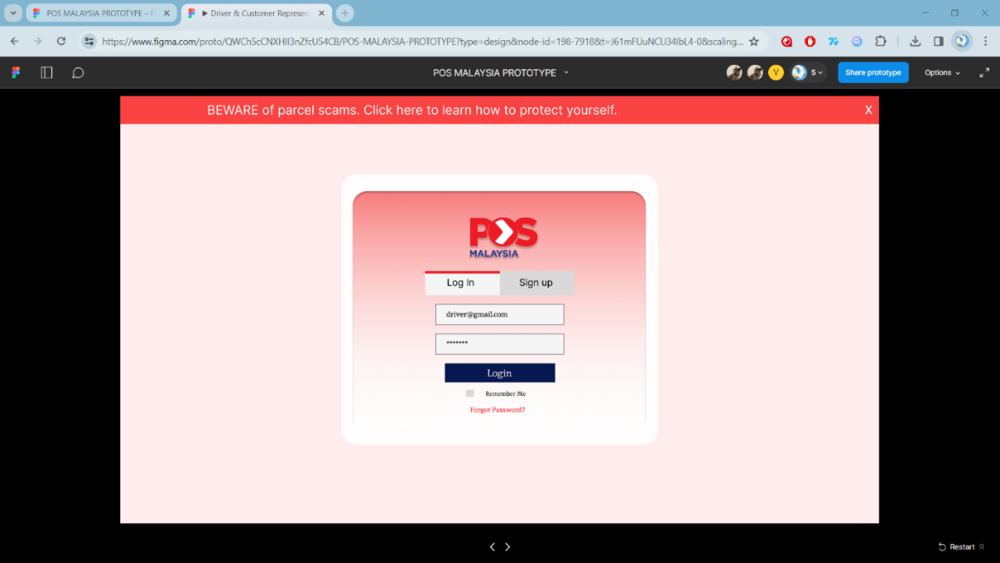 POS MALAYSIA PROTOTYPE – F
Driver & Customer Represen
https://www.figma.com/proto/QWCh5cCNXHII3nZfcU54CB/POS-MALAYSIA-PROTOTYPE?type=design&node-id=198-7918&t=J61mFUuNCU34IbL4-0&scaling...
POS MALAYSIA PROTOTYPE
V
5
Share prototype
Options
BEWARE of parcel scams. Click here to learn how to protect yourself.
X
POS
MALAYSIA
Log In
Sign up
driver@gmail.com
*******
Login
Remember Me
Forgot Password?
Restart R